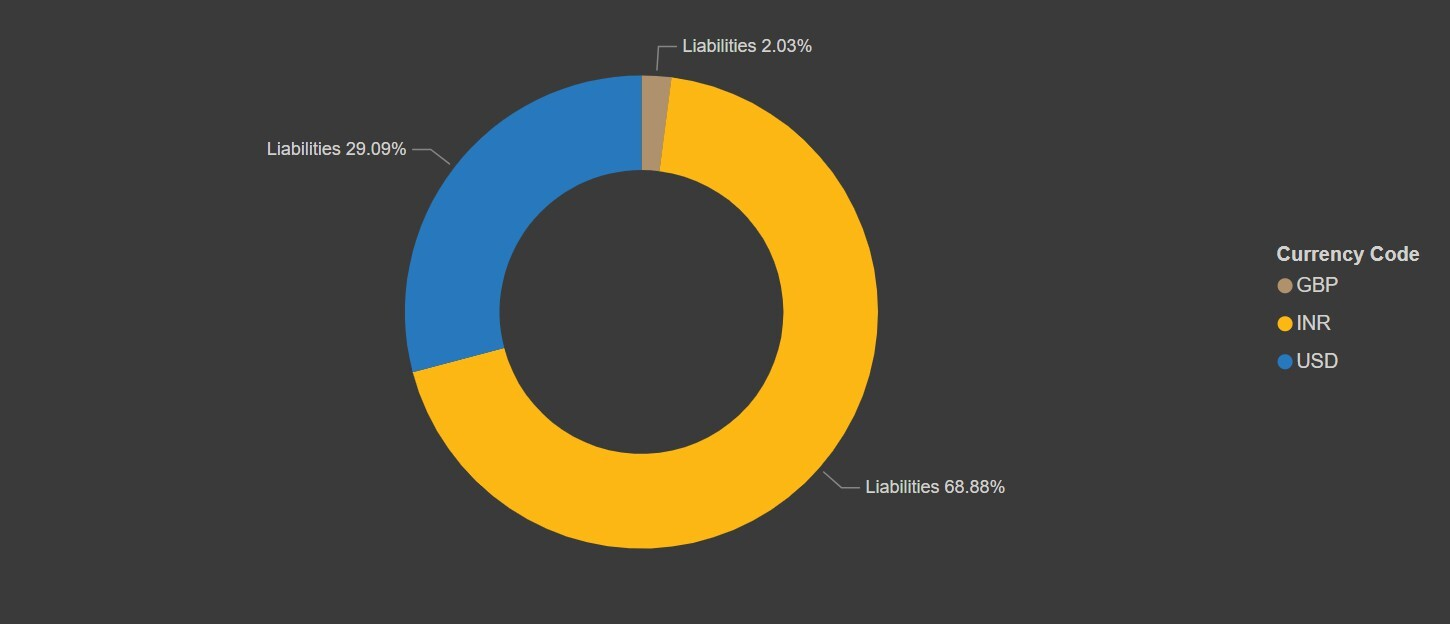 Liabilities 2.03%
Liabilities 29.09%
Liabilities 68.88%
Currency Code
GBP
INR
USD